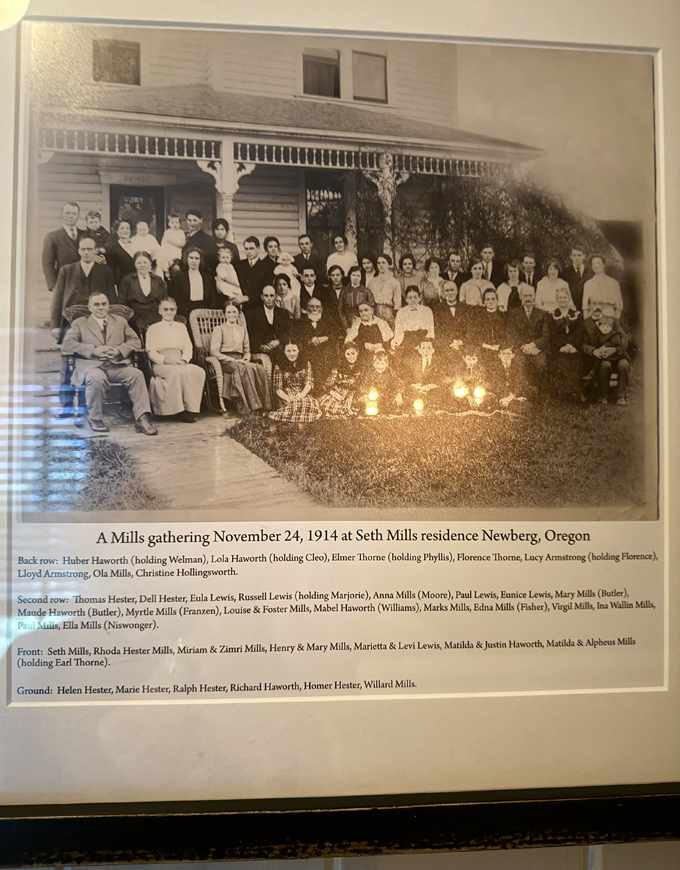 A Mills gathering November 24, 1914 at Seth Mills residence Newberg, Oregon
Back row: Huber Haworth (holding Welman), Lola Haworth (holding Cleo), Elmer Thorne (holding Phyllis), Florence Thorne, Lucy Armstrong (holding Florence),
Lloyd Armstrong, Ola Mills, Christine Hollingsworth.
Second row: Thomas Hester, Dell Hester, Eula Lewis, Russell Lewis (holding Marjorie), Anna Mills (Moore), Paul Lewis, Eunice Lewis, Mary Mills (Butler),
Maude Haworth (Butler), Myrtle Mills (Franzen), Louise & Foster Mills, Mabel Haworth (Williams), Marks Mills, Edna Mills (Fisher), Virgil Mills, Ina Wallin Mills,
Paul Mills, Ella Mills (Niswonger).
Front: Seth Mills, Rhoda Hester Mills, Miriam & Zimri Mills, Henry & Mary Mills, Marietta & Levi Lewis, Matilda & Justin Haworth, Matilda & Alpheus Mills
(holding Earl Thorne).
Ground: Helen Hester, Marie Hester, Ralph Hester, Richard Haworth, Homer Hester, Willard Mills.